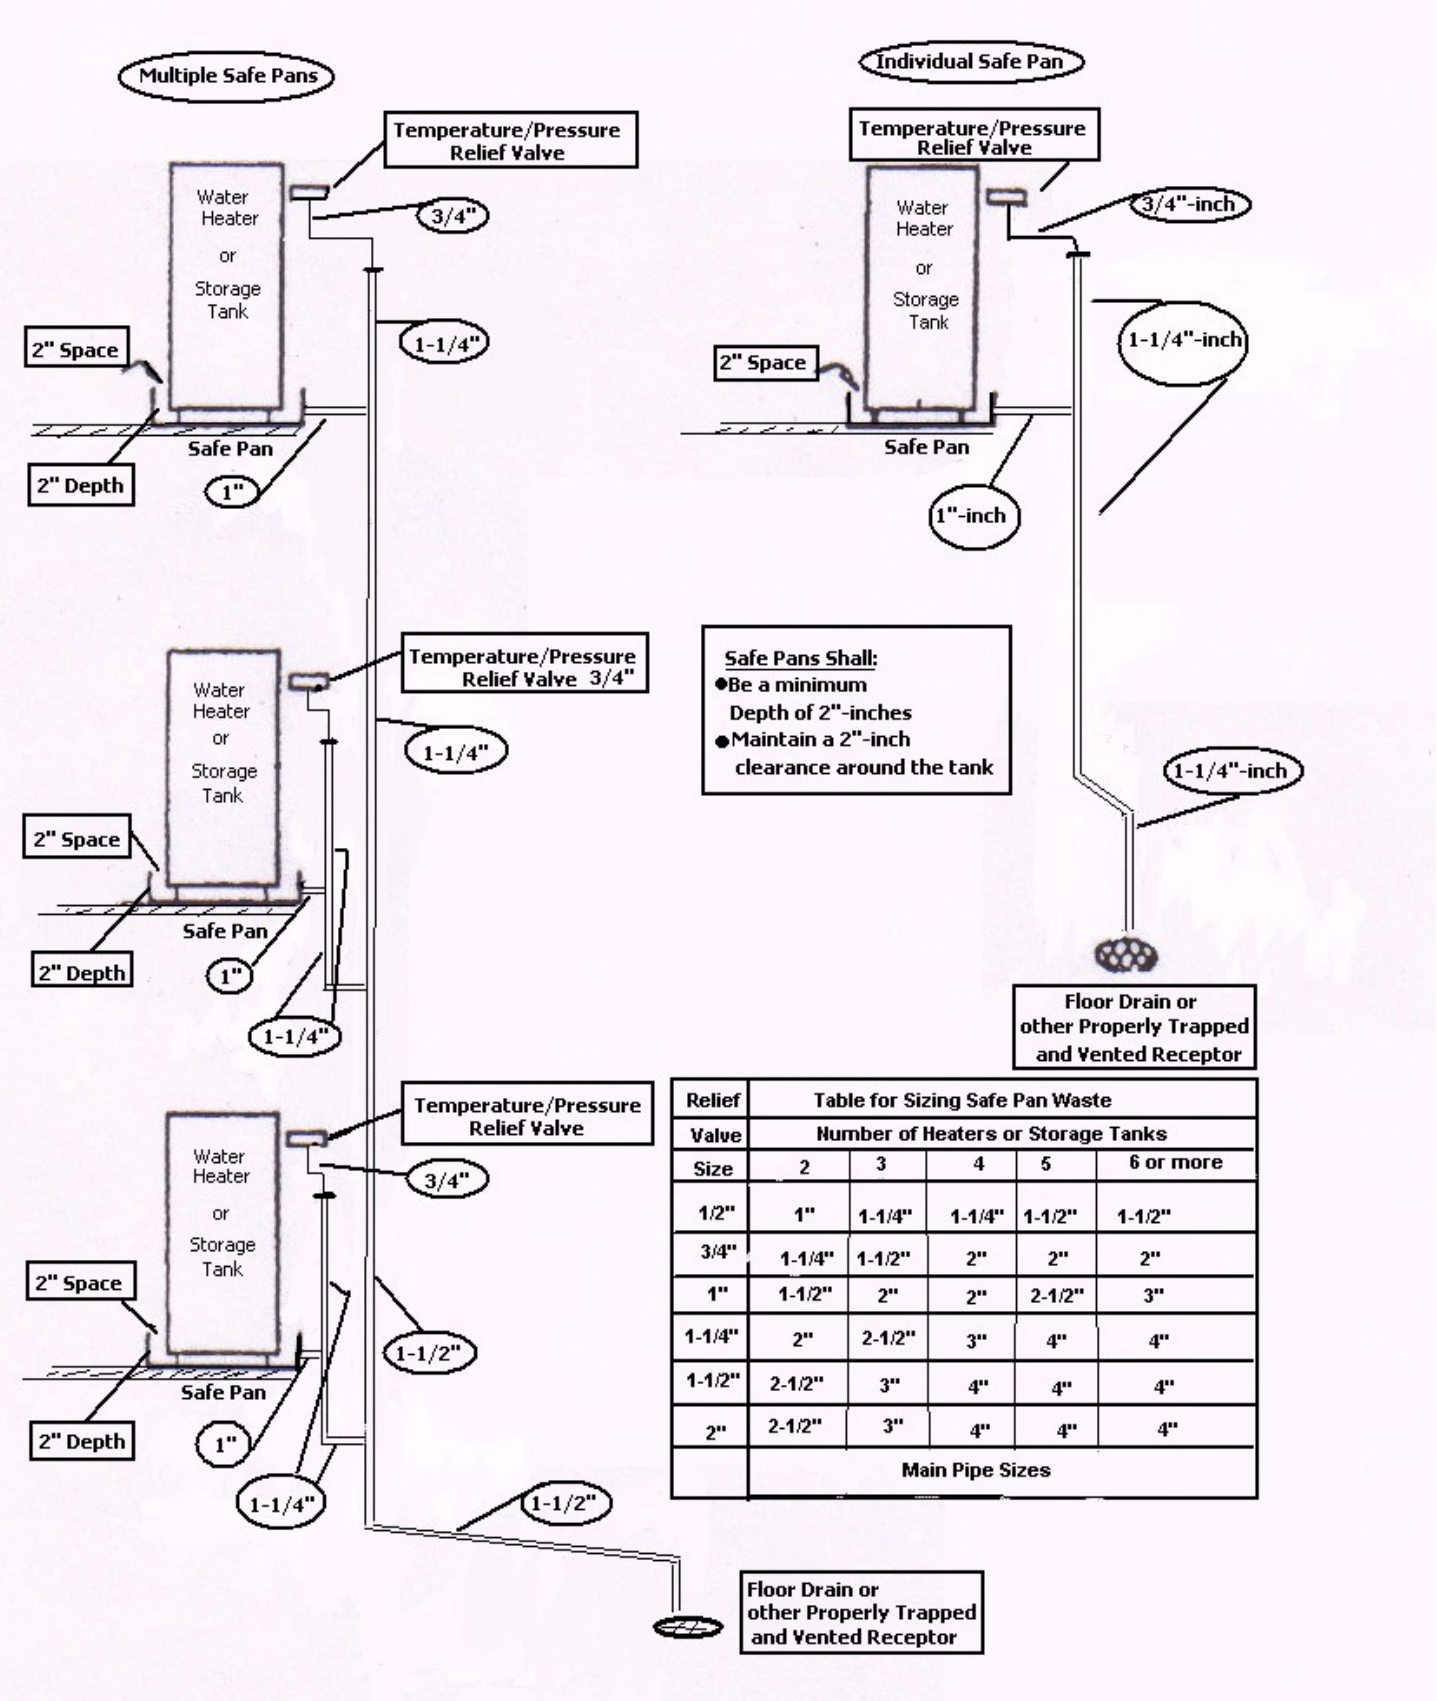 Multiple Safe Pans
Temperature/Pressure
Relief Valve
Water
Heater
or
Storage
Tank
3/4"
1-1/4"
2" Space
Safe Pan
2" Depth
1"
Temperature/Pressure
Relief Valve 3/4"
Water
Heater
or
Storage
Tank
1-1/4"
2" Space
Safe Pan
2" Depth
1"
1-1/4"
Temperature/Pressure
Relief Valve
Water
Heater
or
Storage
Tank
3/4"
2" Space
1-1/2"
Safe Pan
2" Depth
1"
1-1/4"
1-1/2"
Floor Drain or
other Properly Trapped
and Vented Receptor
Individual Safe Pan
Temperature/Pressure
Relief Valve
Water
Heater
or
Storage
Tank
3/4"-inch
1-1/4"-inch
2" Space
Safe Pan
1"-inch
Safe Pans Shall:
●Be a minimum
Depth of 2"-inches
●Maintain a 2"-inch
clearance around the tank
1-1/4"-inch
Floor Drain or
other Properly Trapped
and Vented Receptor
Relief Table for Sizing Safe Pan Waste
Valve Number of Heaters or Storage Tanks
Size 2 3 4 5 6 or more
1/2" 1" 1-1/4" 1-1/4" 1-1/2" 1-1/2"
3/4" 1-1/4" 1-1/2" 2" 2" 2"
1" 1-1/2" 2" 2" 2-1/2" 3"
1-1/4" 2" 2-1/2" 3" 4" 4"
1-1/2" 2-1/2" 3" 4" 4" 4"
2" 2-1/2" 3" 4" 4" 4"
Main Pipe Sizes